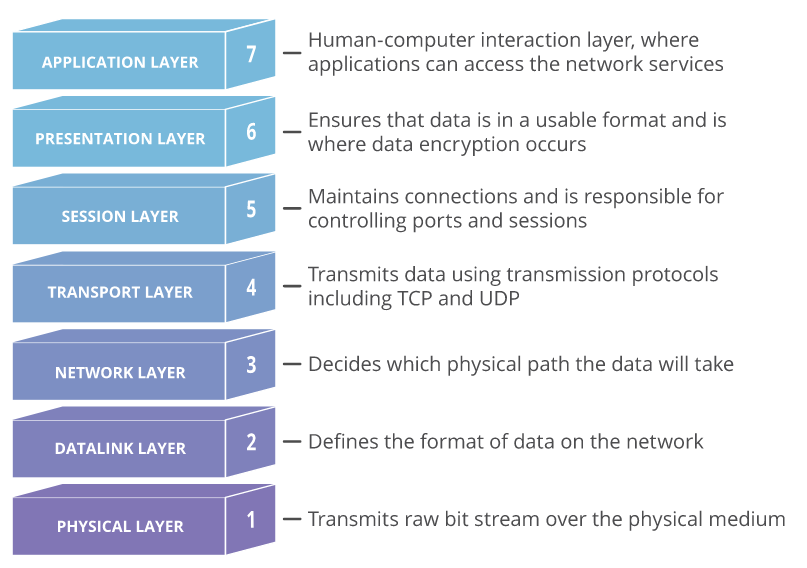 APPLICATION LAYER
7
Human-computer interaction layer, where
applications can access the network services
PRESENTATION LAYER
6
Ensures that data is in a usable format and is
where data encryption occurs
SESSION LAYER
5
Maintains connections and is responsible for
controlling ports and sessions
TRANSPORT LAYER
4
Transmits data using transmission protocols
including TCP and UDP
NETWORK LAYER
3
Decides which physical path the data will take
DATALINK LAYER
2
Defines the format of data on the network
PHYSICAL LAYER
1
Transmits raw bit stream over the physical medium